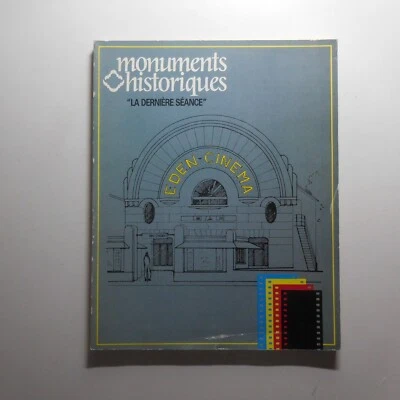 monuments
historiques
"LA DERNIÈRE SÉANCE"
EDEN-CINEMA